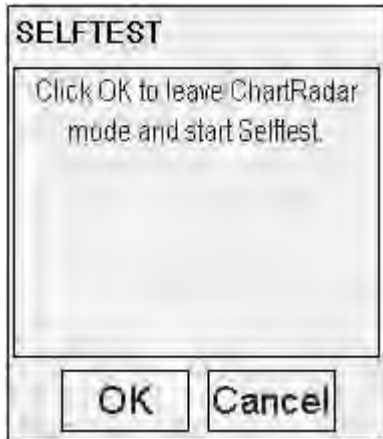 SELFTEST
Click OK to leave ChartRadar
mode and start Selftest.
OK
Cancel